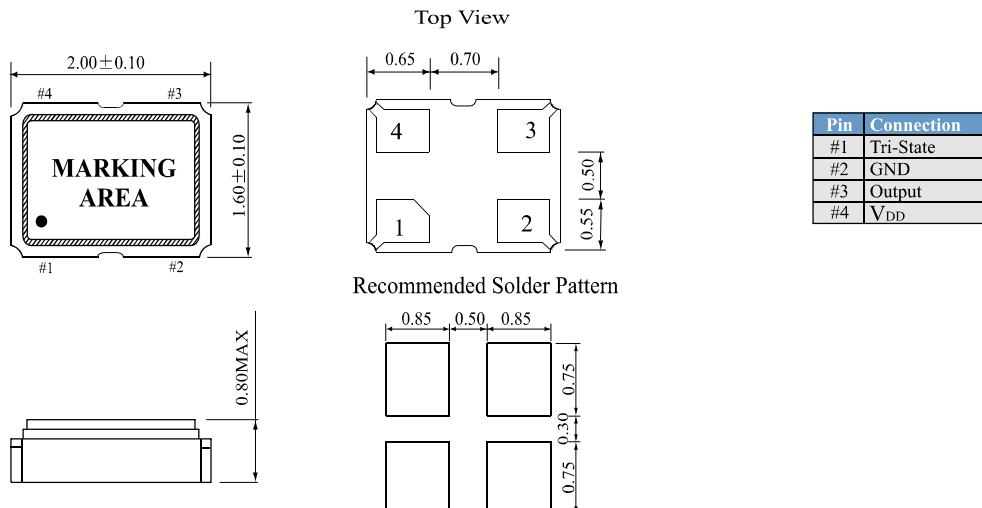 Top View
2.00±0.10
#4 #3
MARKING
AREA
#1 #2
1.60±0.10
0.65 0.70
4 3
1 2
0.50
0.55
Pin Connection
#1 Tri-State
#2 GND
#3 Output
#4 VDD
0.80MAX
Recommended Solder Pattern
0.85 0.50 0.85
0.75
0.30
0.75